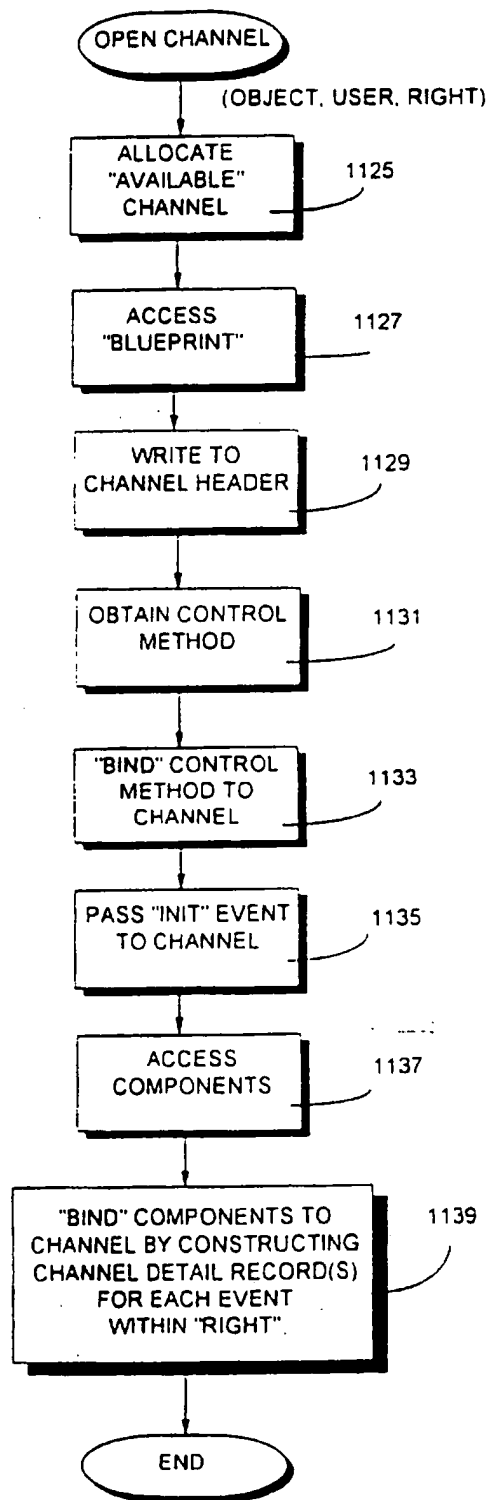 OPEN CHANNEL
(OBJECT, USER, RIGHT)
ALLOCATE
"AVAILABLE"
CHANNEL
1125
ACCESS
"BLUEPRINT"
1127
WRITE TO
CHANNEL HEADER
1129
OBTAIN CONTROL
METHOD
1131
"BIND" CONTROL
METHOD TO
CHANNEL
1133
PASS "INIT" EVENT
TO CHANNEL
1135
ACCESS
COMPONENTS
1137
"BIND" COMPONENTS TO
CHANNEL BY CONSTRUCTING
CHANNEL DETAIL RECORD(S)
FOR EACH EVENT
WITHIN "RIGHT".
1139
END